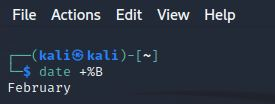 File Actions Edit View Help
┌──(kali㉿kali)-[~]
└─$ date +%B
February